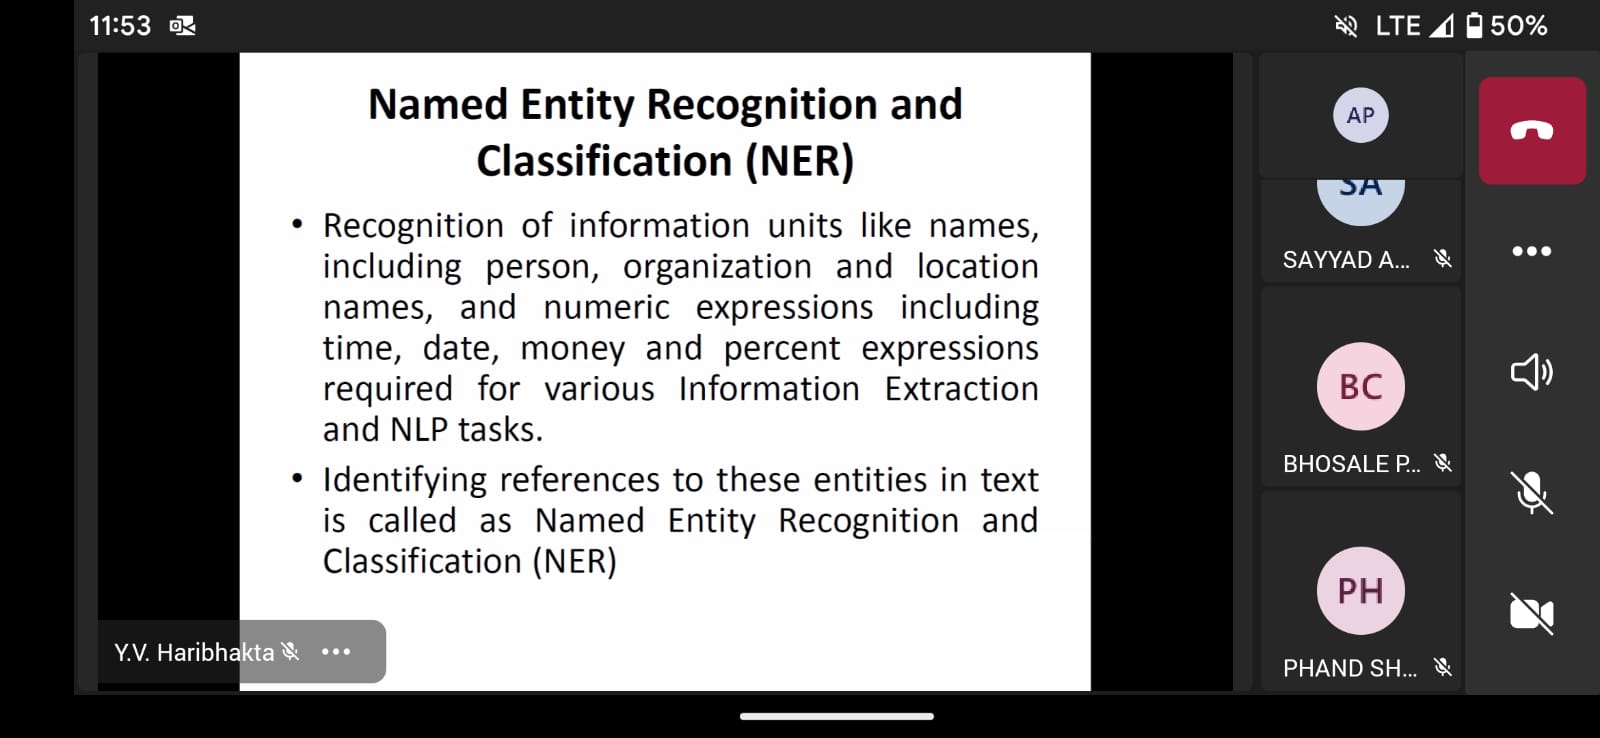 11:53
LTE 50%
Named Entity Recognition and
Classification (NER)
• Recognition of information units like names,
including person, organization and location
names, and numeric expressions including
time, date, money and percent expressions
required for various Information Extraction
and NLP tasks.
• Identifying references to these entities in text
is called as Named Entity Recognition and
Classification (NER)
Y.V. Haribhakta
AP
SA
SAYYAD A...
BC
BHOSALE P...
PH
PHAND SH...